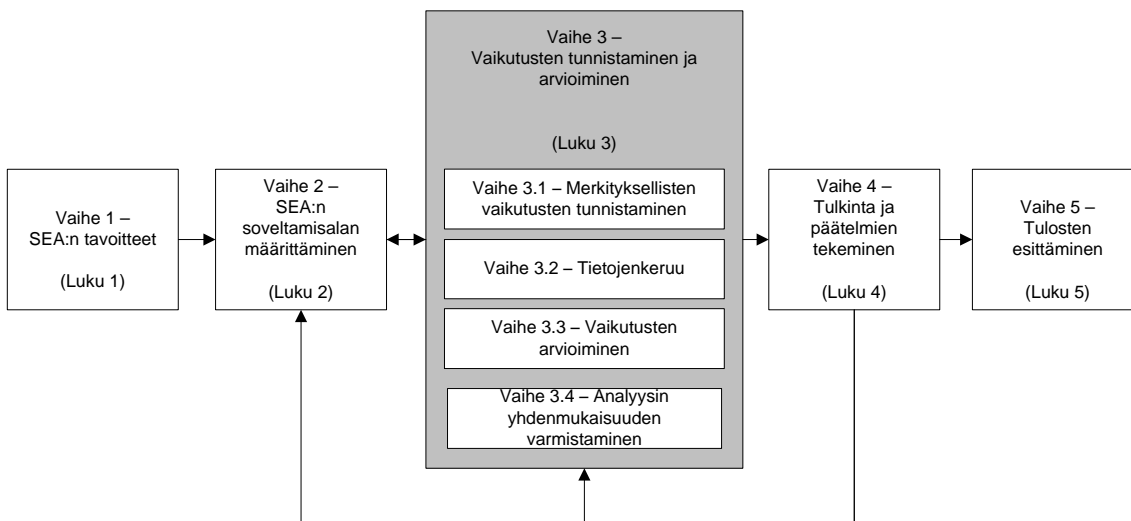 Vaihe 1 –
SEA:n tavoitteet
(Luku 1)
Vaihe 2 –
SEA:n
soveltamisalan
määrittäminen
(Luku 2)
Vaihe 3 –
Vaikutusten tunnistaminen ja
arvioiminen
(Luku 3)
Vaihe 3.1 – Merkityksellisten
vaikutusten tunnistaminen
Vaihe 3.2 – Tietojenkeruu
Vaihe 3.3 – Vaikutusten
arvioiminen
Vaihe 3.4 – Analyysin
yhdenmukaisuuden
varmistaminen
Vaihe 4 –
Tulkinta ja
päätelmien
tekeminen
(Luku 4)
Vaihe 5 –
Tulosten
esittäminen
(Luku 5)